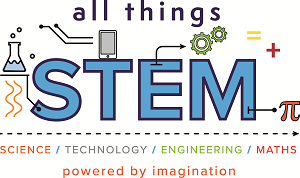 all things
STEM
= +
π
SCIENCE / TECHNOLOGY / ENGINEERING / MATHS
powered by imagination